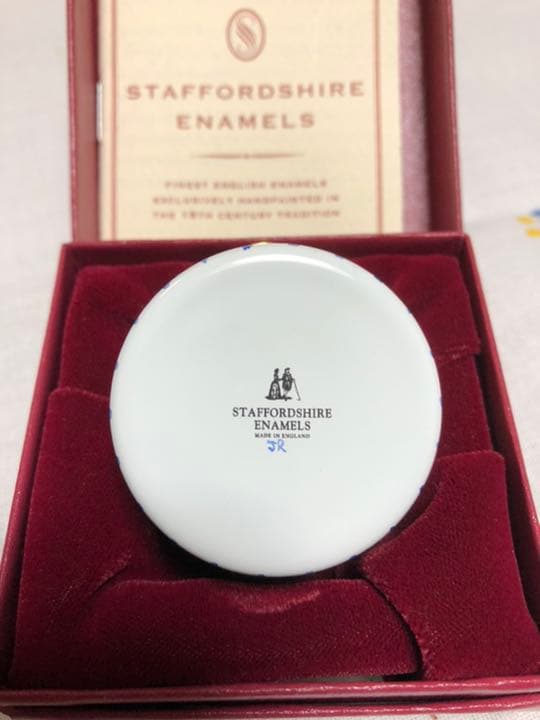 STAFFORDSHIRE
ENAMELS
FINEST ENGLISH ENAMELS
EXCLUSIVELY HANDPAINTED IN
THE 18TH CENTURY TRADITION
STAFFORDSHIRE
ENAMELS
MADE IN ENGLAND
JR